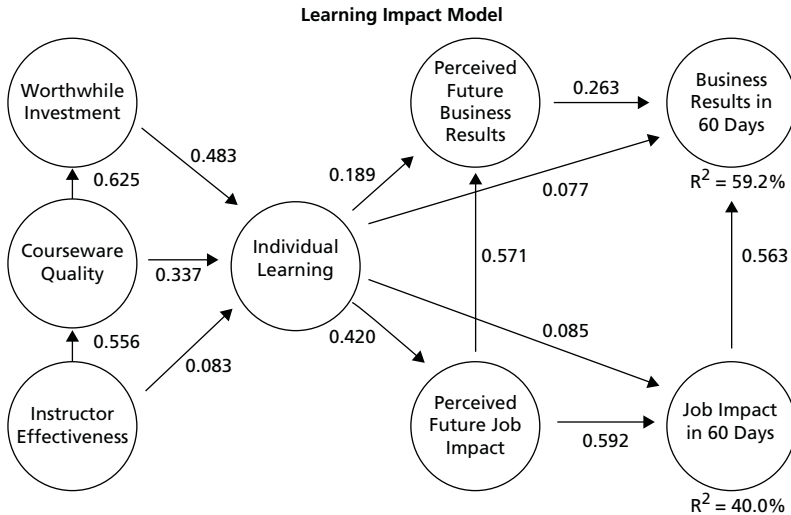 Learning Impact Model
Worthwhile
Investment
Perceived
Future
Business
Results
Business
Results in
60 Days
0.263
0.483
0.189
0.625
0.077
R² = 59.2%
Courseware
Quality
Individual
Learning
0.337
0.571
0.563
0.556
0.083
0.420
0.085
Instructor
Effectiveness
Perceived
Future Job
Impact
Job Impact
in 60 Days
0.592
R² = 40.0%